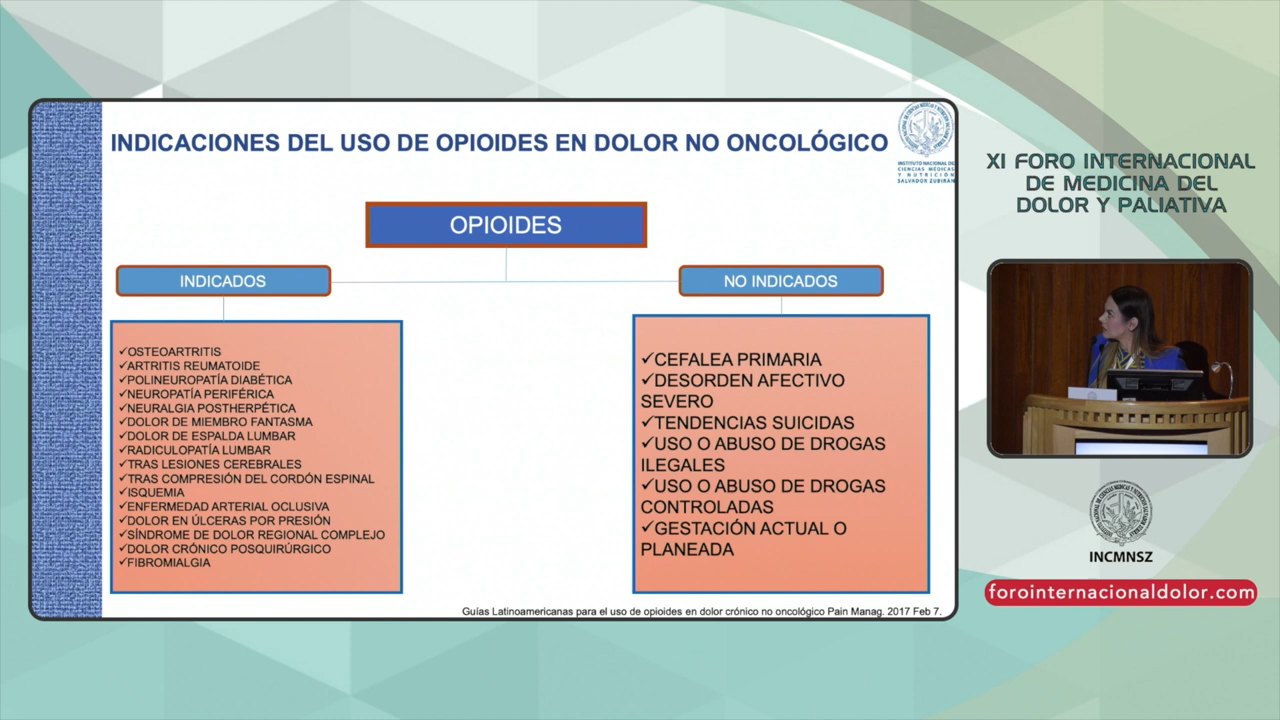 INDICACIONES DEL USO DE OPIOIDES EN DOLOR NO ONCOLÓGICO
INSTITUTO NACIONAL DE
CIENCIAS MÉDICAS
Y NUTRICIÓN
SALVADOR ZUBIRÁN
OPIOIDES
INDICADOS
NO INDICADOS
✓OSTEOARTRITIS
✓ARTRITIS REUMATOIDE
✓POLINEUROPATÍA DIABÉTICA
✓NEUROPATÍA PERIFÉRICA
✓NEURALGIA POSTHERPÉTICA
✓DOLOR DE MIEMBRO FANTASMA
✓DOLOR DE ESPALDA LUMBAR
✓RADICULOPATÍA LUMBAR
✓TRAS LESIONES CEREBRALES
✓TRAS COMPRESIÓN DEL CORDÓN ESPINAL
✓ISQUEMIA
✓ENFERMEDAD ARTERIAL OCLUSIVA
✓DOLOR EN ÚLCERAS POR PRESIÓN
✓SÍNDROME DE DOLOR REGIONAL COMPLEJO
✓DOLOR CRÓNICO POSQUIRÚRGICO
✓FIBROMIALGIA
✓CEFALEA PRIMARIA
✓DESORDEN AFECTIVO
SEVERO
✓TENDENCIAS SUICIDAS
✓USO O ABUSO DE DROGAS
ILEGALES
✓USO O ABUSO DE DROGAS
CONTROLADAS
✓GESTACIÓN ACTUAL O
PLANEADA
Guías Latinoamericanas para el uso de opioides en dolor crónico no oncológico Pain Manag. 2017 Feb 7.
XI FORO INTERNACIONAL
DE MEDICINA DEL
DOLOR Y PALIATIVA
INCMNSZ
forointernacionaldolor.com